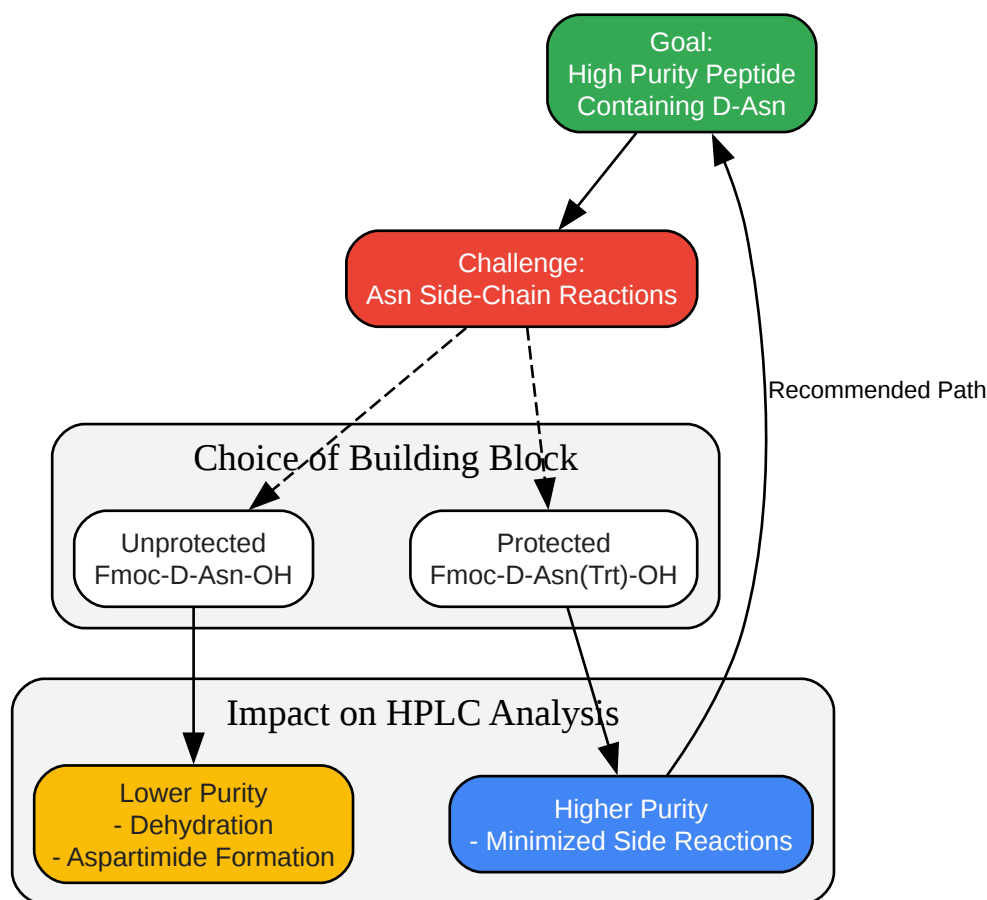 Goal:
High Purity Peptide
Containing D-Asn
Challenge:
Asn Side-Chain Reactions
Recommended Path
Choice of Building Block
Unprotected
Fmoc-D-Asn-OH
Protected
Fmoc-D-Asn(Trt)-OH
Impact on HPLC Analysis
Lower Purity
- Dehydration
- Aspartimide Formation
Higher Purity
- Minimized Side Reactions